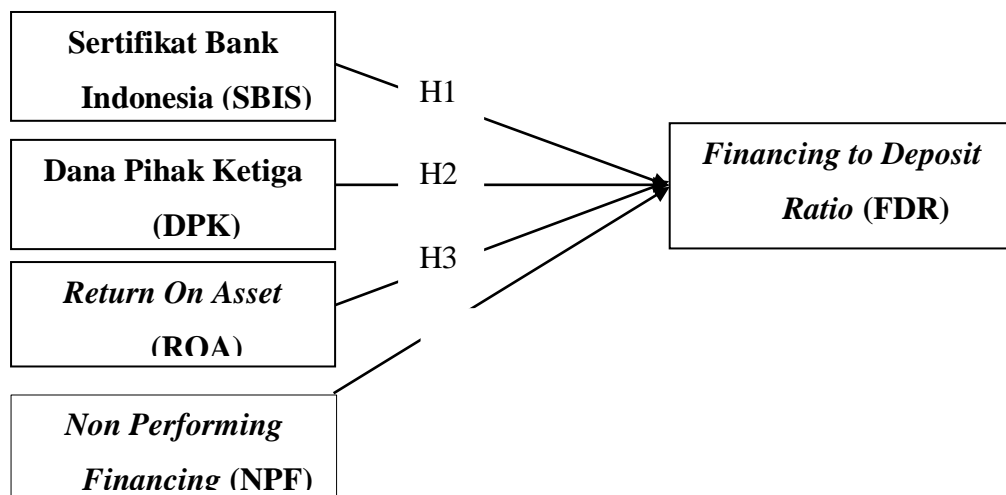 Sertifikat Bank
Indonesia (SBIS)
H1
Dana Pihak Ketiga
(DPK)
H2
Return On Asset
(ROA)
H3
Non Performing
Financing (NPF)
Financing to Deposit
Ratio (FDR)